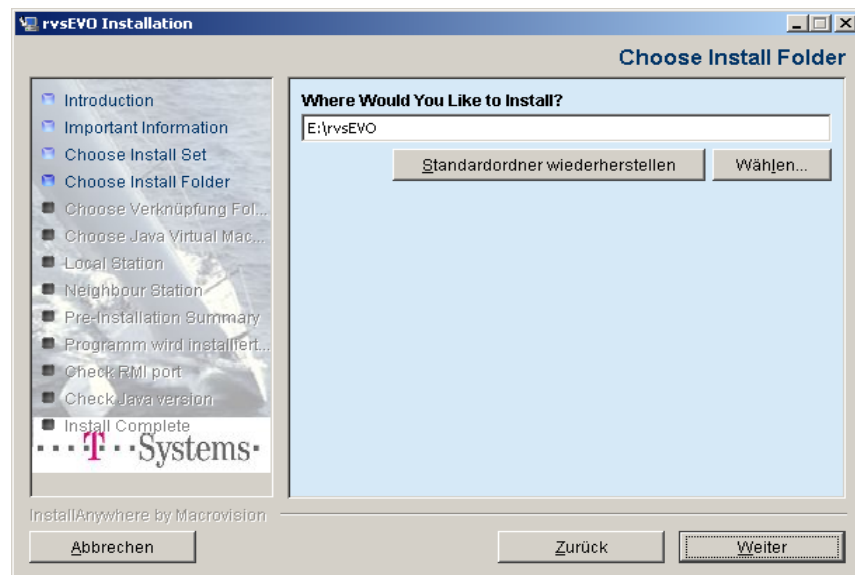 rvsEVO Installation
Choose Install Folder
Introduction
Important Information
Choose Install Set
Choose Install Folder
Choose Verknüpfung Fol...
Choose Java Virtual Mac...
Local Station
Neighbour Station
Pre-Installation Summary
Programm wird installiert...
Check RMI port
Check Java version
Install Complete
· · · · T · · Systems ·
Where Would You Like to Install?
E:\rvsEVO
Standardordner wiederherstellen
Wählen...
InstallAnywhere by Macrovision
Abbrechen
Zurück
Weiter